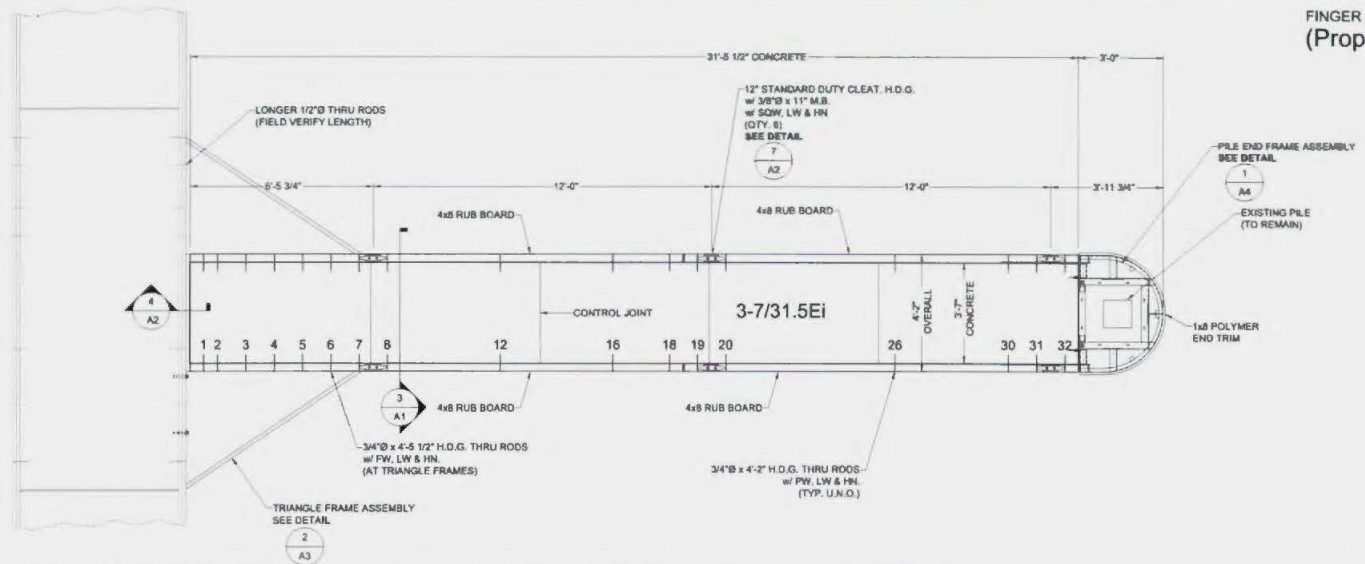 FINGER
(Prop
31'-5 1/2" CONCRETE
3'-0"
12" STANDARD DUTY CLEAT. H.D.G.
w/ 3/8"Ø x 11" M.B.
w/ SQW, LW & HN
(QTY. 6)
SEE DETAIL
7
A2
LONGER 1/2"Ø THRU RODS
(FIELD VERIFY LENGTH)
PILE END FRAME ASSEMBLY
SEE DETAIL
1
A4
6'-5 3/4"
12'-0"
12'-0"
3'-11 3/4"
4x8 RUB BOARD
4x8 RUB BOARD
EXISTING PILE
(TO REMAIN)
4
A2
CONTROL JOINT
3-7/31.5Ei
4'-2"
OVERALL
3'-7"
CONCRETE
1x8 POLYMER
END TRIM
1 2 3 4 5 6 7 8 12 16 18 19 20 26 30 31 32
3
A1
4x8 RUB BOARD
4x8 RUB BOARD
3/4"Ø x 4'-5 1/2" H.D.G. THRU RODS
w/ FW, LW & HN.
(AT TRIANGLE FRAMES)
3/4"Ø x 4'-2" H.D.G. THRU RODS
w/ PW, LW & HN.
(TYP. U.N.O.)
TRIANGLE FRAME ASSEMBLY
SEE DETAIL
2
A3